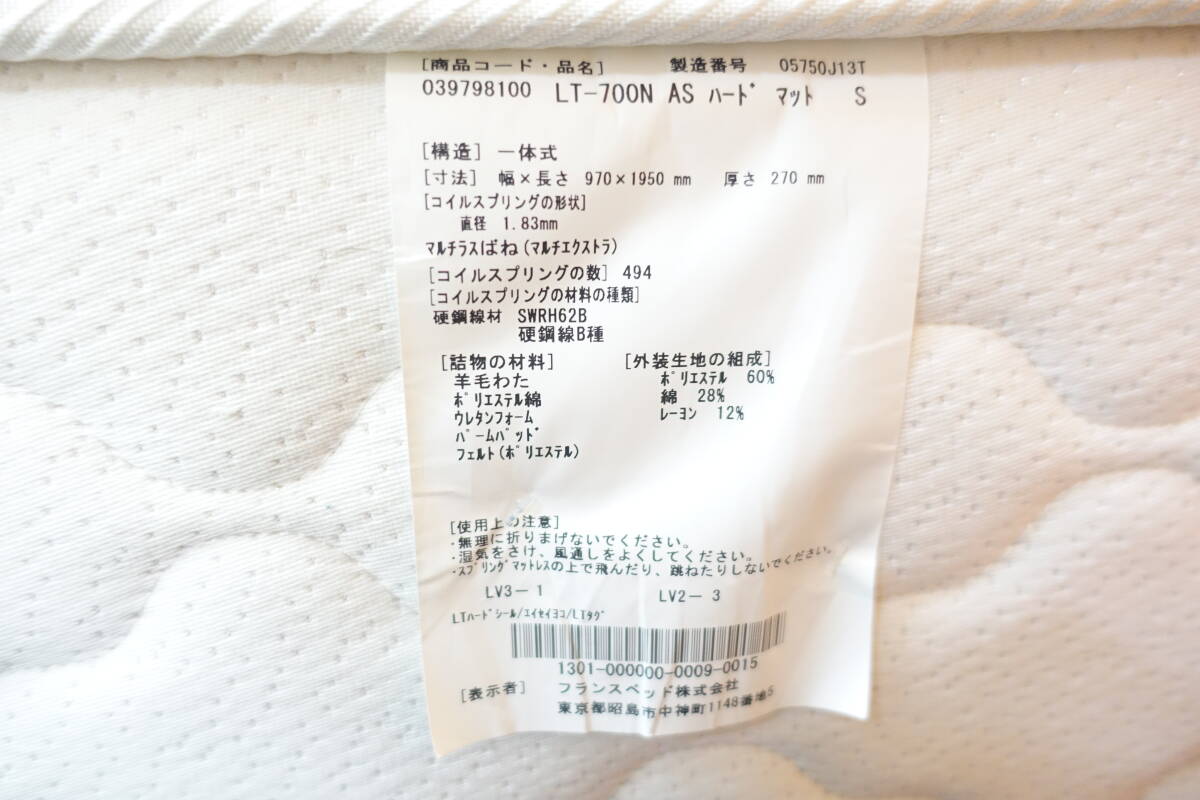 [商品コード・品名] 製造番号 05750J13T
039798100 LT-700N AS ﾊｰﾄﾞ ﾏｯﾄ S
[構造] 一体式
[寸法] 幅×長さ 970×1950 mm 厚さ 270 mm
[コイルスプリングの形状]
直径 1.83mm
ﾏﾙﾁﾗｽばね(ﾏﾙﾁｴｸｽﾄﾗ)
[コイルスプリングの数] 494
[コイルスプリングの材料の種類]
硬鋼線材 SWRH62B
硬鋼線B種
[詰物の材料] [外装生地の組成]
羊毛わた ﾎﾟﾘｴｽﾃﾙ 60%
ﾎﾟﾘｴｽﾃﾙ綿 綿 28%
ｳﾚﾀﾝﾌｫｰﾑ ﾚｰﾖﾝ 12%
ﾊﾟｰﾑﾊﾟｯﾄﾞ
ﾌｪﾙﾄ(ﾎﾟﾘｴｽﾃﾙ)
[使用上の注意]
・無理に折りまげないでください。
・湿気をさけ、風通しをよくしてください。
・ｽﾌﾟﾘﾝｸﾞﾏｯﾄﾚｽの上で飛んだり、跳ねたりしないでください。
LV3- 1 LV2- 3
LTﾊｰﾄﾞｼｰﾙ/ｴｲｾｲﾖｺ/LTﾀｸﾞ
1301-000000-0009-0015
[表示者] フランスベッド株式会社
東京都昭島市中神町1148番地5